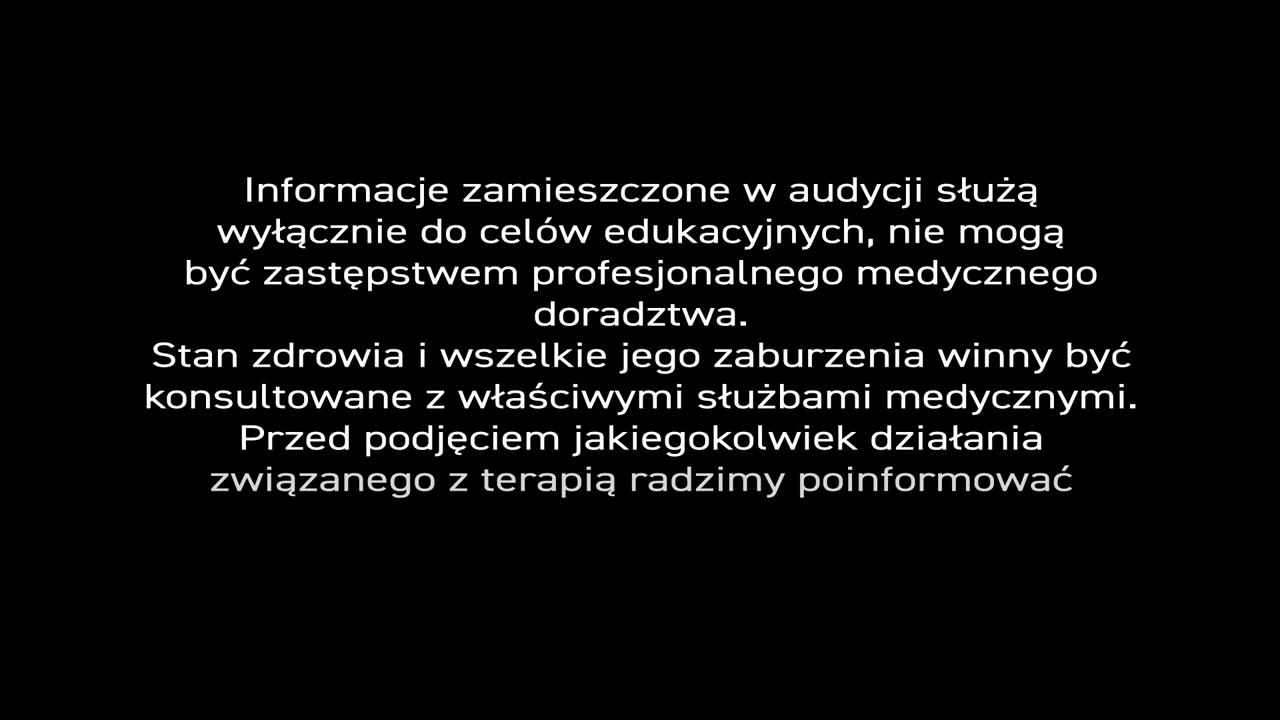 Informacje zamieszczone w audycji służą
wyłącznie do celów edukacyjnych, nie mogą
być zastępstwem profesjonalnego medycznego
doradztwa.
Stan zdrowia i wszelkie jego zaburzenia winny być
konsultowane z właściwymi służbami medycznymi.
Przed podjęciem jakiegokolwiek działania
związanego z terapią radzimy poinformować